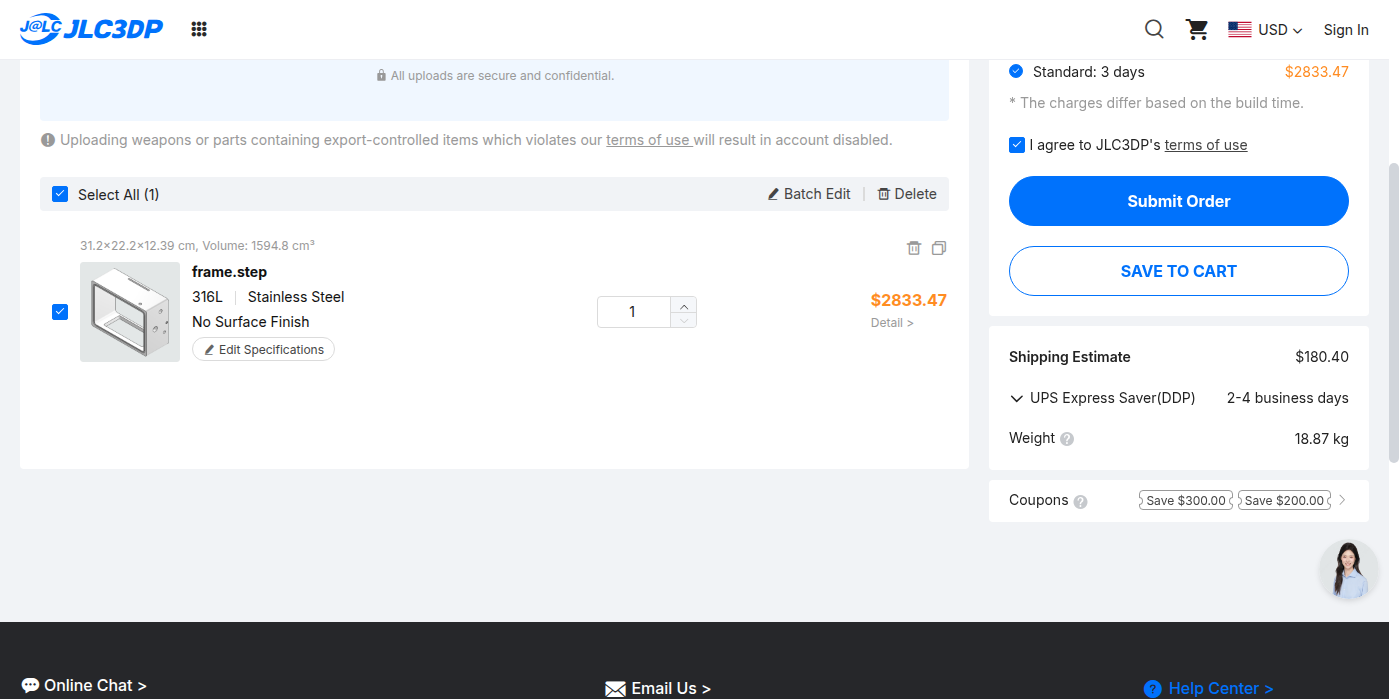 J@LC JLC3DP
USD
Sign In
All uploads are secure and confidential.
Uploading weapons or parts containing export-controlled items which violates our terms of use will result in account disabled.
Select All (1)
Batch Edit
Delete
31.2×22.2×12.39 cm, Volume: 1594.8 cm³
frame.step
316L
Stainless Steel
No Surface Finish
Edit Specifications
1
$2833.47
Detail >
Standard: 3 days
$2833.47
* The charges differ based on the build time.
I agree to JLC3DP's terms of use
Submit Order
SAVE TO CART
Shipping Estimate
$180.40
UPS Express Saver(DDP)
2-4 business days
Weight ?
18.87 kg
Coupons ?
Save $300.00
Save $200.00
Online Chat >
Email Us >
? Help Center >